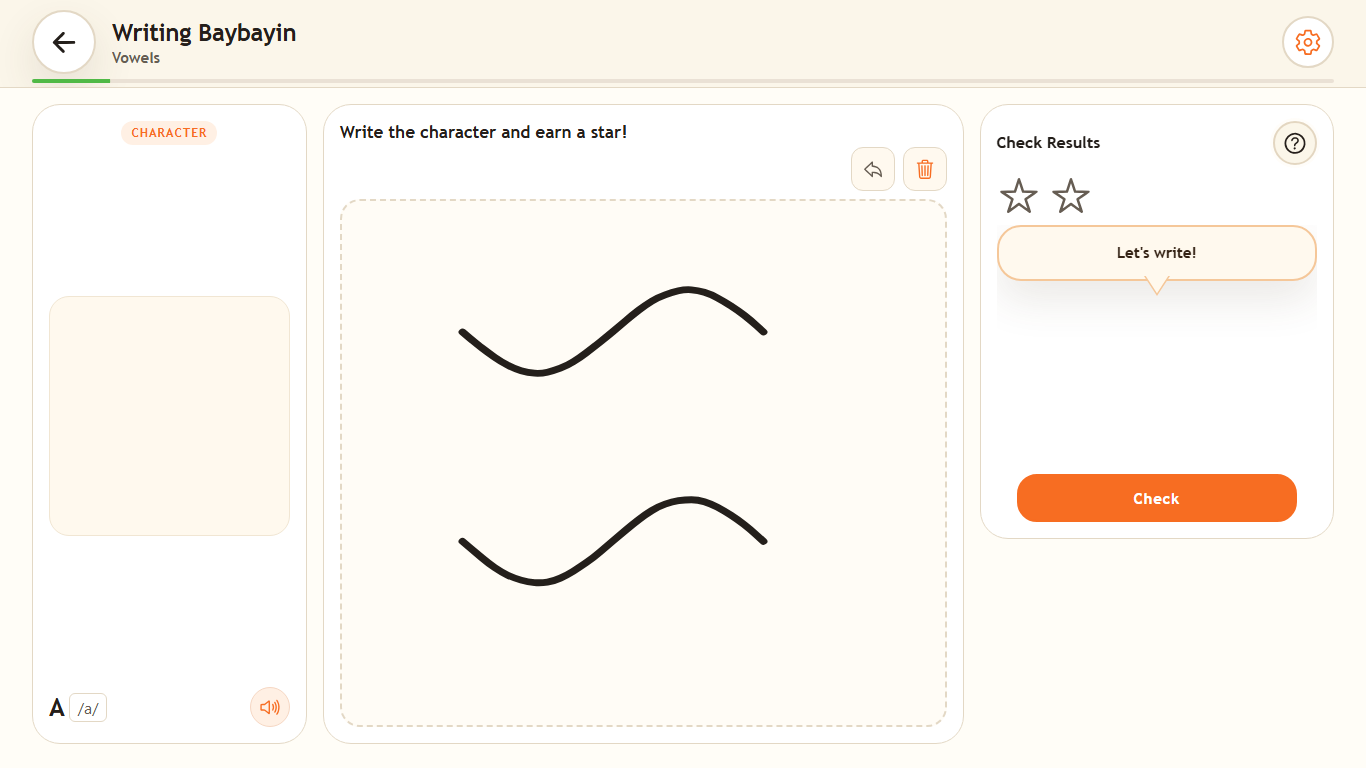 Writing Baybayin
Vowels
CHARACTER
A /a/
Write the character and earn a star!
ᜁ
Check Results
Let's write!
Check